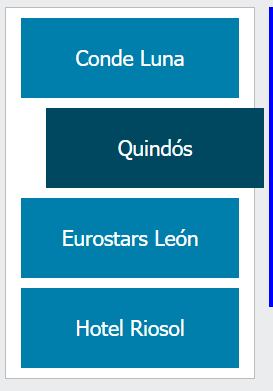 Conde Luna
Quindós
Eurostars León
Hotel Riosol